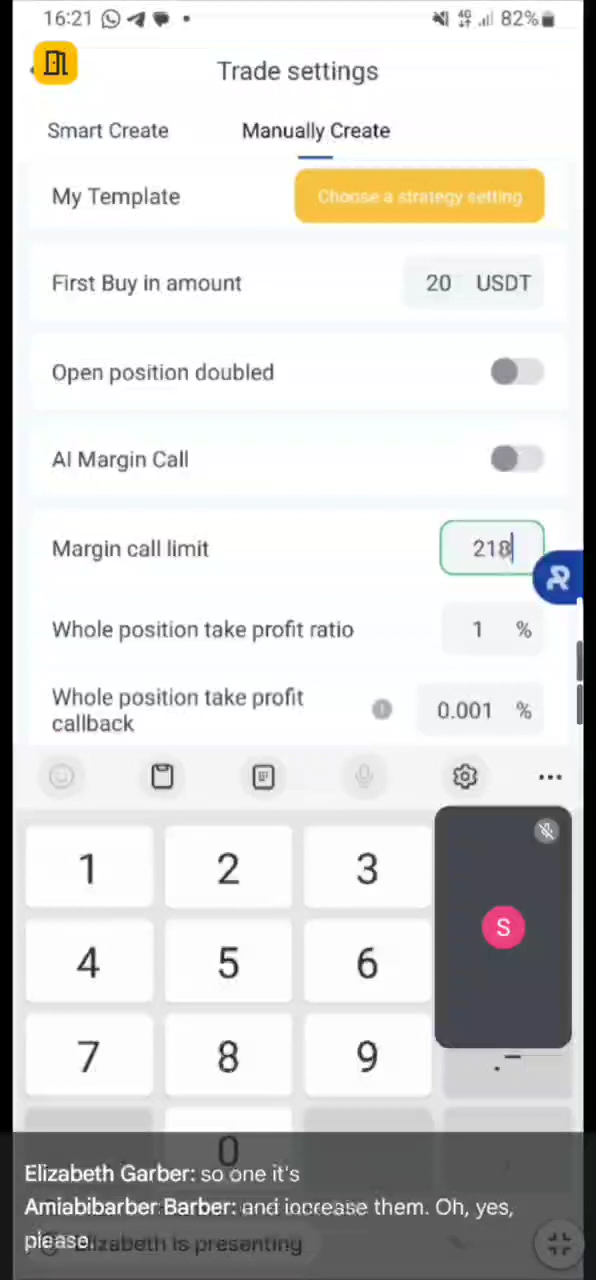 16:21 4G 82%
Trade settings
Smart Create Manually Create
My Template Choose a strategy setting
First Buy in amount 20 USDT
Open position doubled
AI Margin Call
Margin call limit 218
Whole position take profit ratio 1 %
Whole position take profit
callback 0.001 %
1 2 3
S
4 5 6
7 8 9 .-
0
Elizabeth Garber: so one it's
Amiabibarber Barber: and increase them. Oh, yes,
please
Elizabeth is presenting